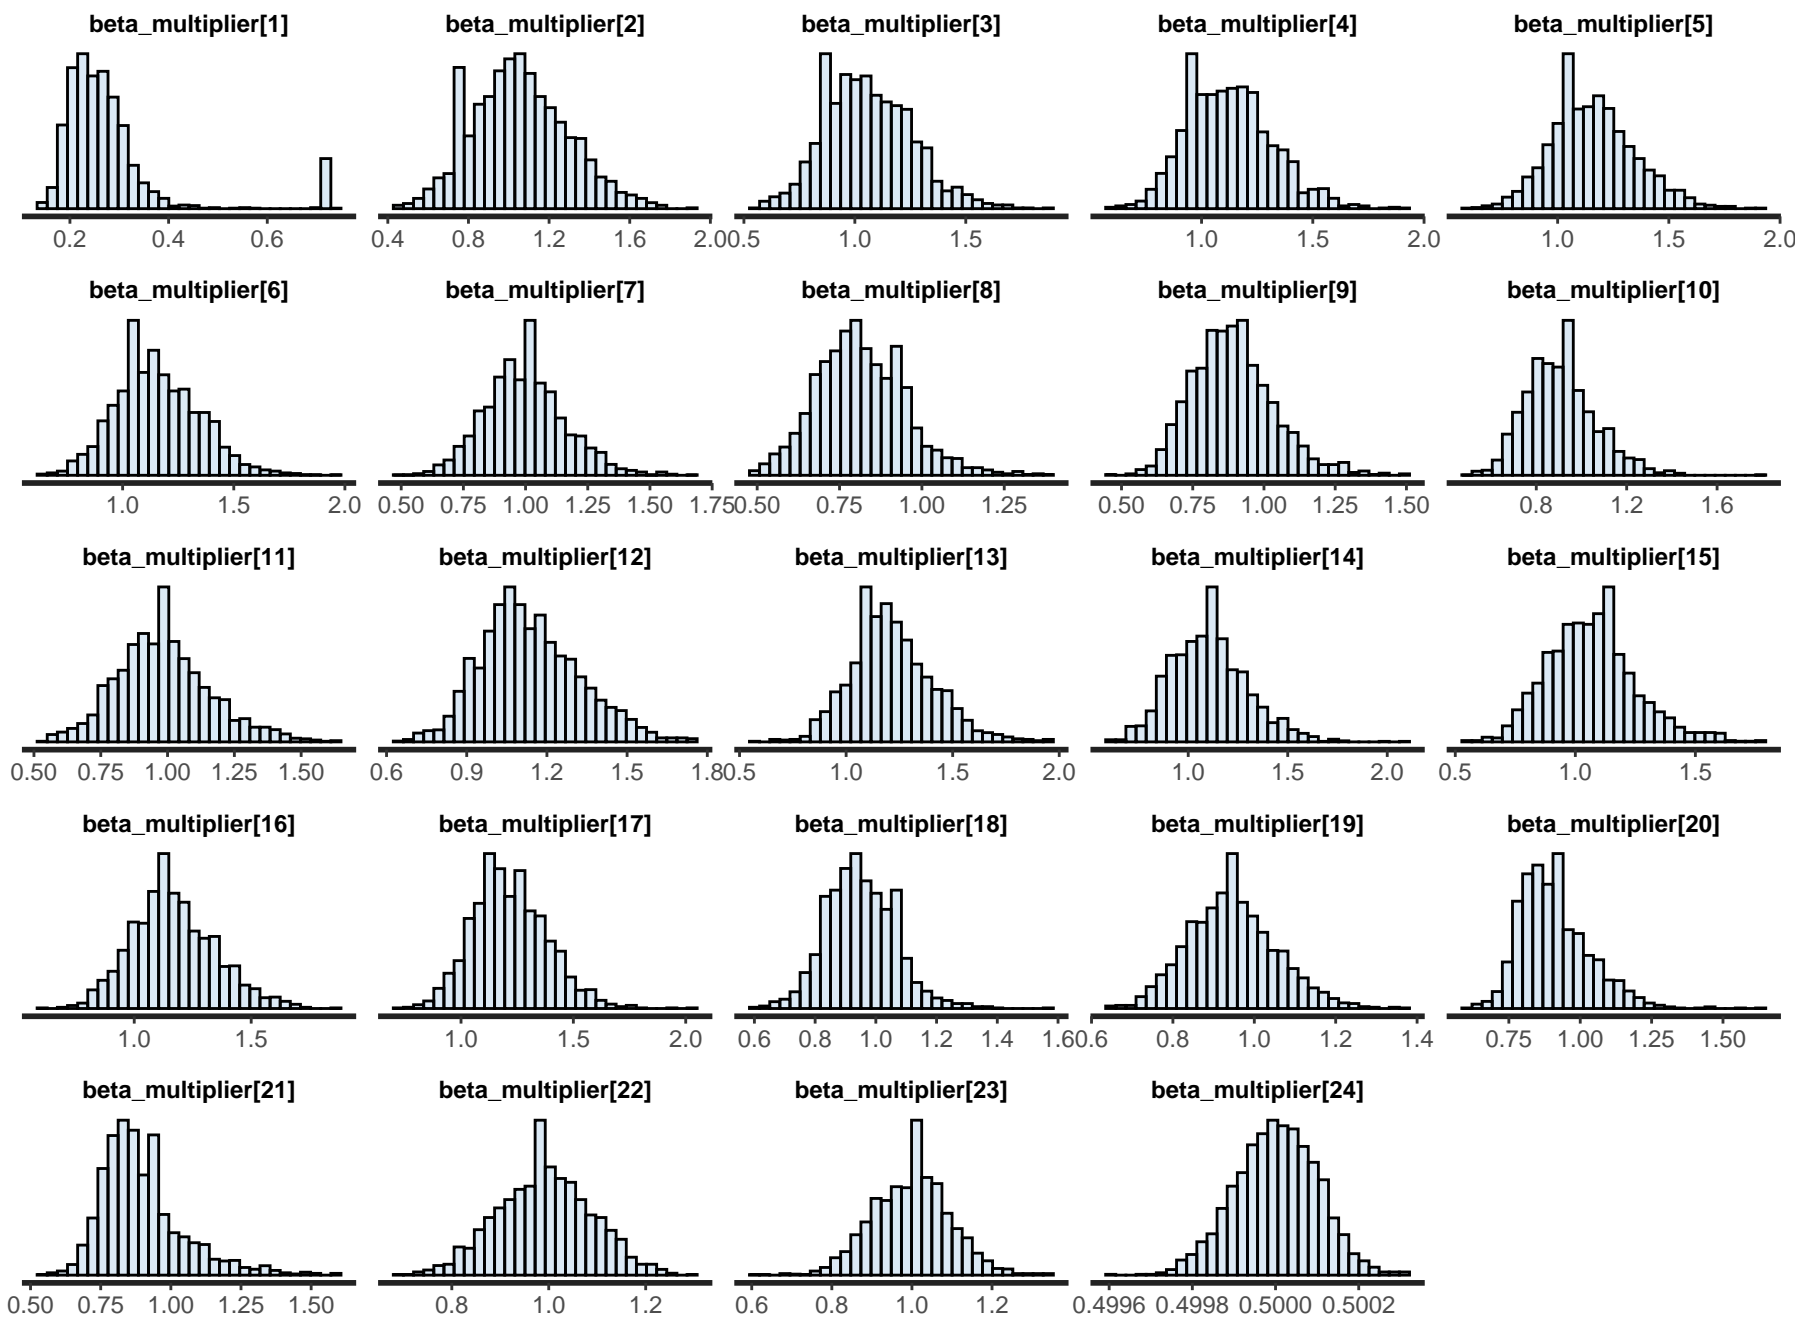 beta_multiplier[1] beta_multiplier[2] beta_multiplier[3] beta_multiplier[4] beta_multiplier[5]
0.2 0.4 0.6 0.4 0.8 1.2 1.6 2.0 0.5 1.0 1.5 1.0 1.5 2.0 1.0 1.5 2.0
beta_multiplier[6] beta_multiplier[7] beta_multiplier[8] beta_multiplier[9] beta_multiplier[10]
1.0 1.5 2.0 0.50 0.75 1.00 1.25 1.50 1.75 0.50 0.75 1.00 1.25 0.50 0.75 1.00 1.25 1.50 0.8 1.2 1.6
beta_multiplier[11] beta_multiplier[12] beta_multiplier[13] beta_multiplier[14] beta_multiplier[15]
0.50 0.75 1.00 1.25 1.50 0.6 0.9 1.2 1.5 1.8 0.5 1.0 1.5 2.0 1.0 1.5 2.0 0.5 1.0 1.5
beta_multiplier[16] beta_multiplier[17] beta_multiplier[18] beta_multiplier[19] beta_multiplier[20]
1.0 1.5 1.0 1.5 2.0 0.6 0.8 1.0 1.2 1.4 1.6 0.6 0.8 1.0 1.2 1.4 0.75 1.00 1.25 1.50
beta_multiplier[21] beta_multiplier[22] beta_multiplier[23] beta_multiplier[24]
0.50 0.75 1.00 1.25 1.50 0.8 1.0 1.2 0.6 0.8 1.0 1.2 0.4996 0.4998 0.5000 0.5002